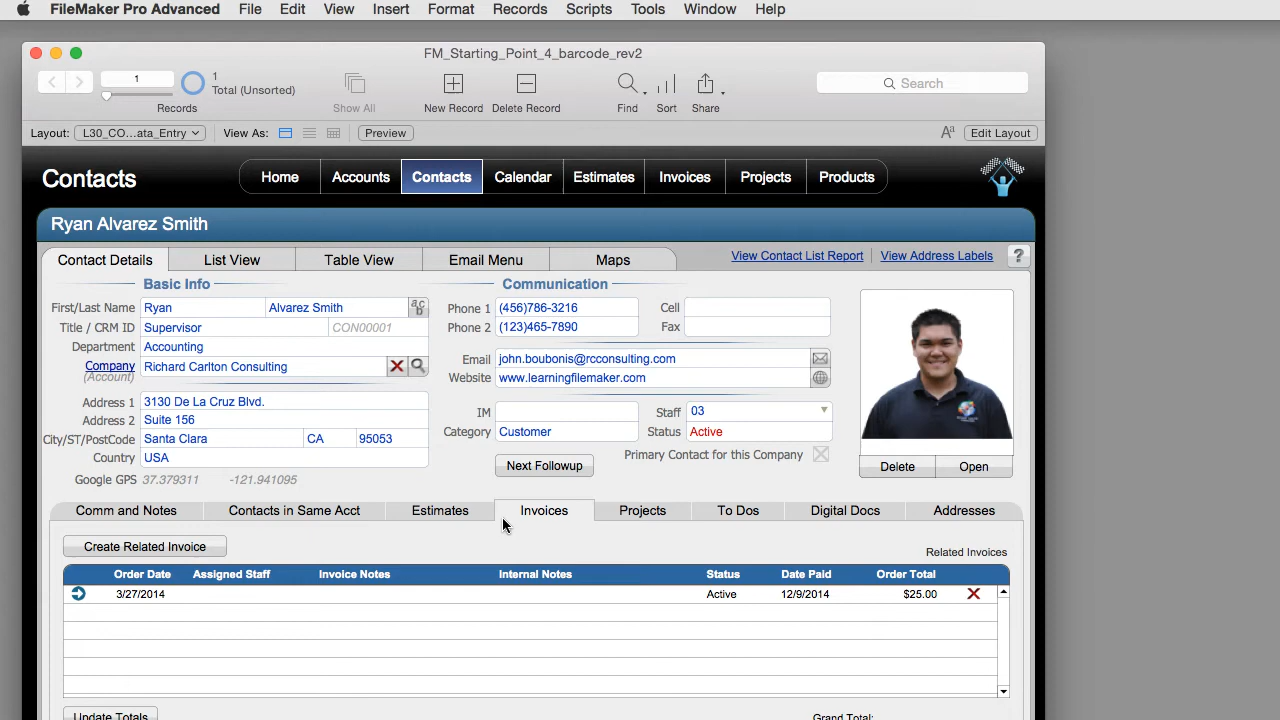 FileMaker Pro Advanced File Edit View Insert Format Records Scripts Tools Window Help
FM_Starting_Point_4_barcode_rev2
1
1
Total (Unsorted)
Search
Records Show All New Record Delete Record Find Sort Share
Layout: L30_CO...ata_Entry View As: Preview Aa Edit Layout
Contacts
Home Accounts Contacts Calendar Estimates Invoices Projects Products
Ryan Alvarez Smith
Contact Details List View Table View Email Menu Maps View Contact List Report View Address Labels ?
Basic Info Communication
First/Last Name Ryan Alvarez Smith Phone 1 (456)786-3216 Cell
Title / CRM ID Supervisor CON00001 Phone 2 (123)465-7890 Fax
Department Accounting
Company Richard Carlton Consulting
(Account)
Email john.boubonis@rcconsulting.com
Website www.learningfilemaker.com
Address 1 3130 De La Cruz Blvd.
Address 2 Suite 156
City/ST/PostCode Santa Clara CA 95053
Country USA
Google GPS 37.379311 -121.941095
IM Staff 03
Category Customer Status Active
Next Followup Primary Contact for this Company
Delete Open
Comm and Notes Contacts in Same Acct Estimates Invoices Projects To Dos Digital Docs Addresses
Create Related Invoice Related Invoices
Order Date Assigned Staff Invoice Notes Internal Notes Status Date Paid Order Total
3/27/2014 Active 12/9/2014 $25.00
Update Totals Grand Total: